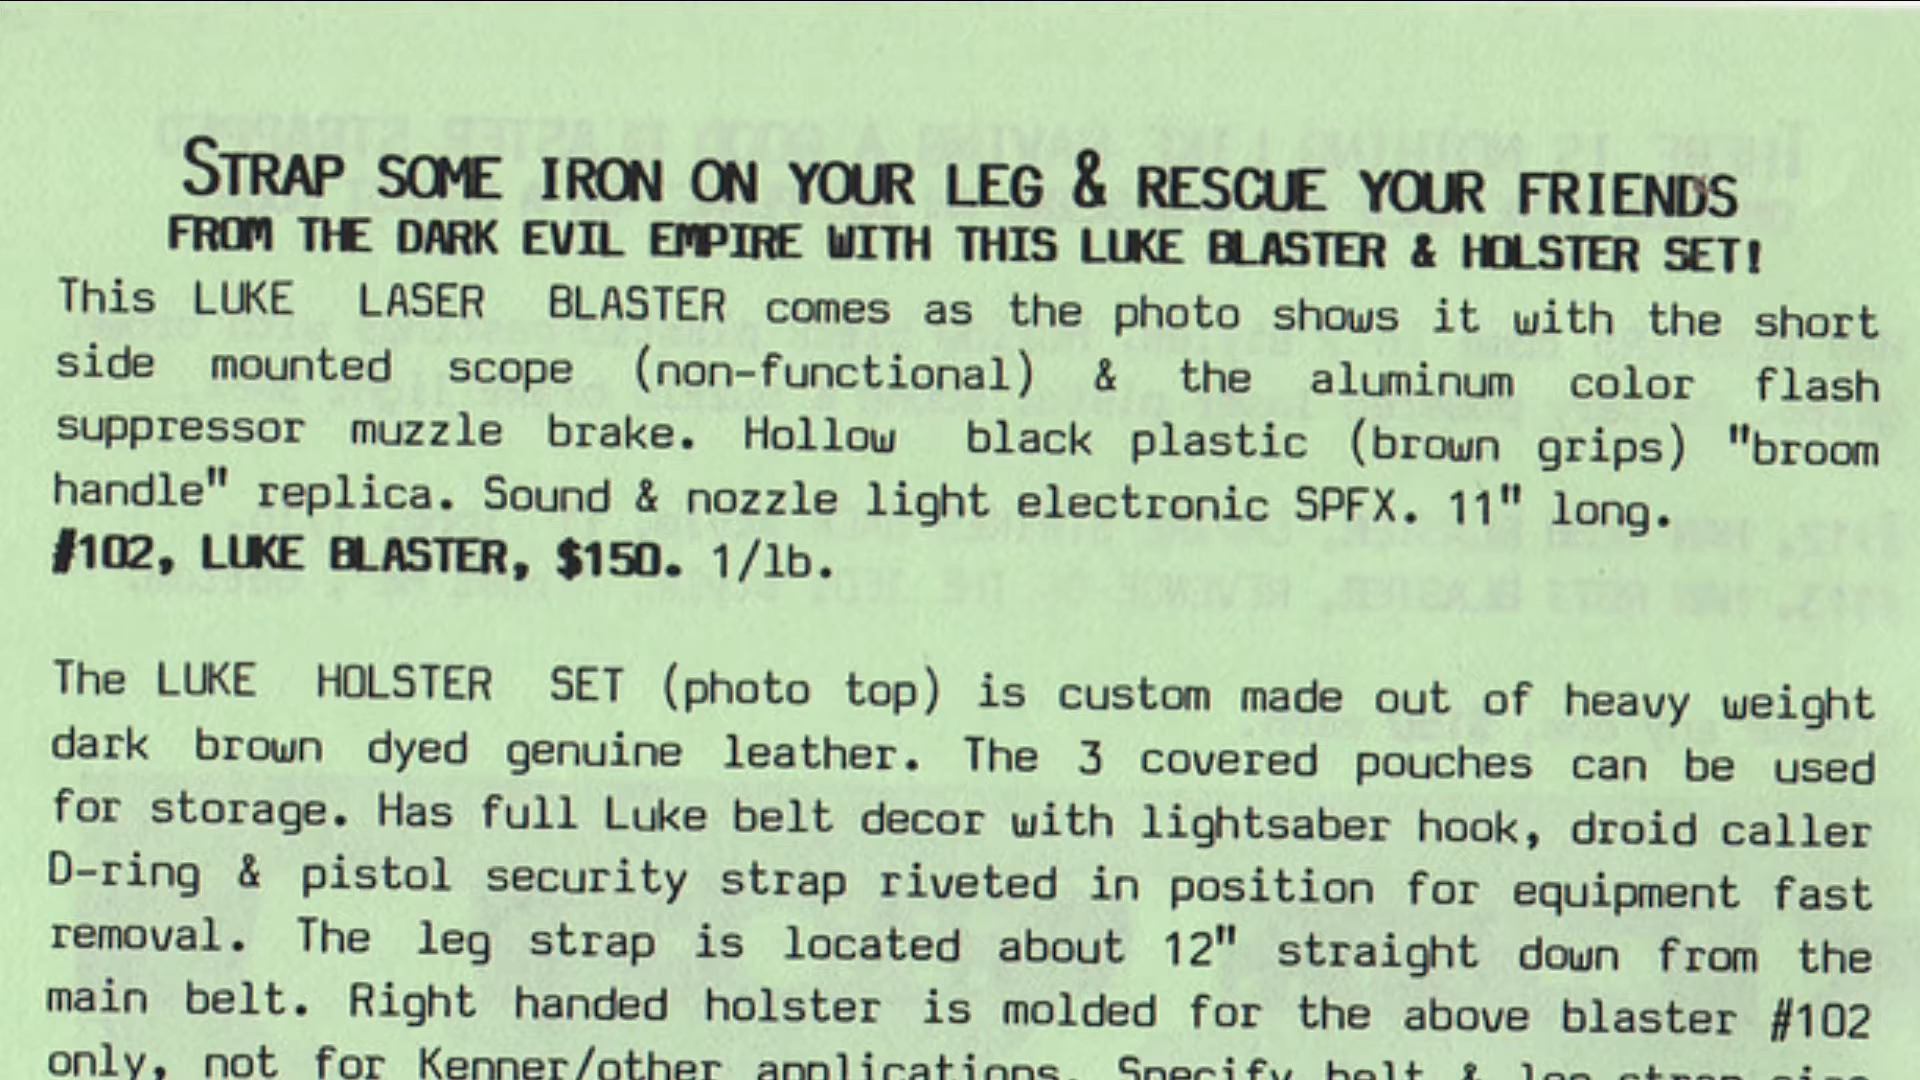 STRAP SOME IRON ON YOUR LEG & RESCUE YOUR FRIENDS
FROM THE DARK EVIL EMPIRE WITH THIS LUKE BLASTER & HOLSTER SET!
This LUKE LASER BLASTER comes as the photo shows it with the short
side mounted scope (non-functional) & the aluminum color flash
suppressor muzzle brake. Hollow black plastic (brown grips) "broom
handle" replica. Sound & nozzle light electronic SPFX. 11" long.
#102, LUKE BLASTER, $150. 1/lb.
The LUKE HOLSTER SET (photo top) is custom made out of heavy weight
dark brown dyed genuine leather. The 3 covered pouches can be used
for storage. Has full Luke belt decor with lightsaber hook, droid caller
D-ring & pistol security strap riveted in position for equipment fast
removal. The leg strap is located about 12" straight down from the
main belt. Right handed holster is molded for the above blaster #102
only, not for Kenner/other applications. Specify belt & leg strap size